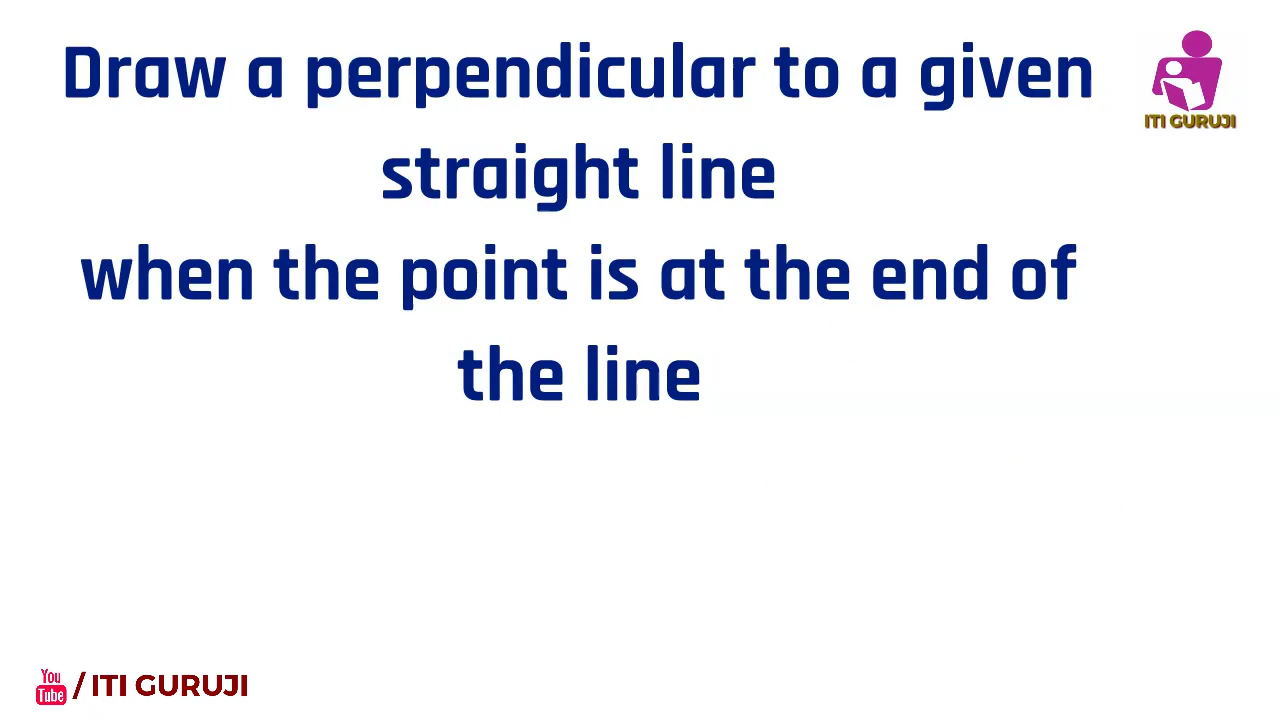 Draw a perpendicular to a given
straight line
when the point is at the end of
the line
ITI GURUJI
You
Tube / ITI GURUJI